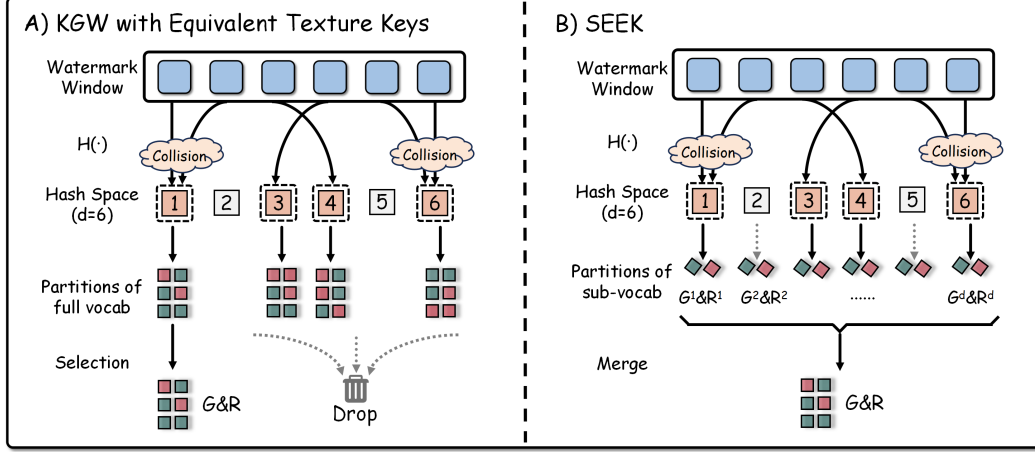 A) KGW with Equivalent Texture Keys
Watermark
Window
H(·)
Collision
Collision
Hash Space
(d=6)
1
2
3
4
5
6
Partitions of
full vocab
Selection
G&R
Drop
B) SEEK
Watermark
Window
H(·)
Collision
Collision
Hash Space
(d=6)
1
2
3
4
5
6
Partitions of
sub-vocab
G¹&R¹
G²&R²
......
Gᵈ&Rᵈ
Merge
G&R